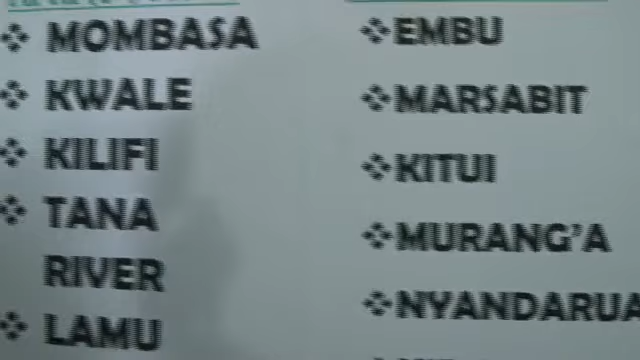 MOMBASA
KWALE
KILIFI
TANA
RIVER
LAMU
EMBU
MARSABIT
KITUI
MURANG'A
NYANDARUA